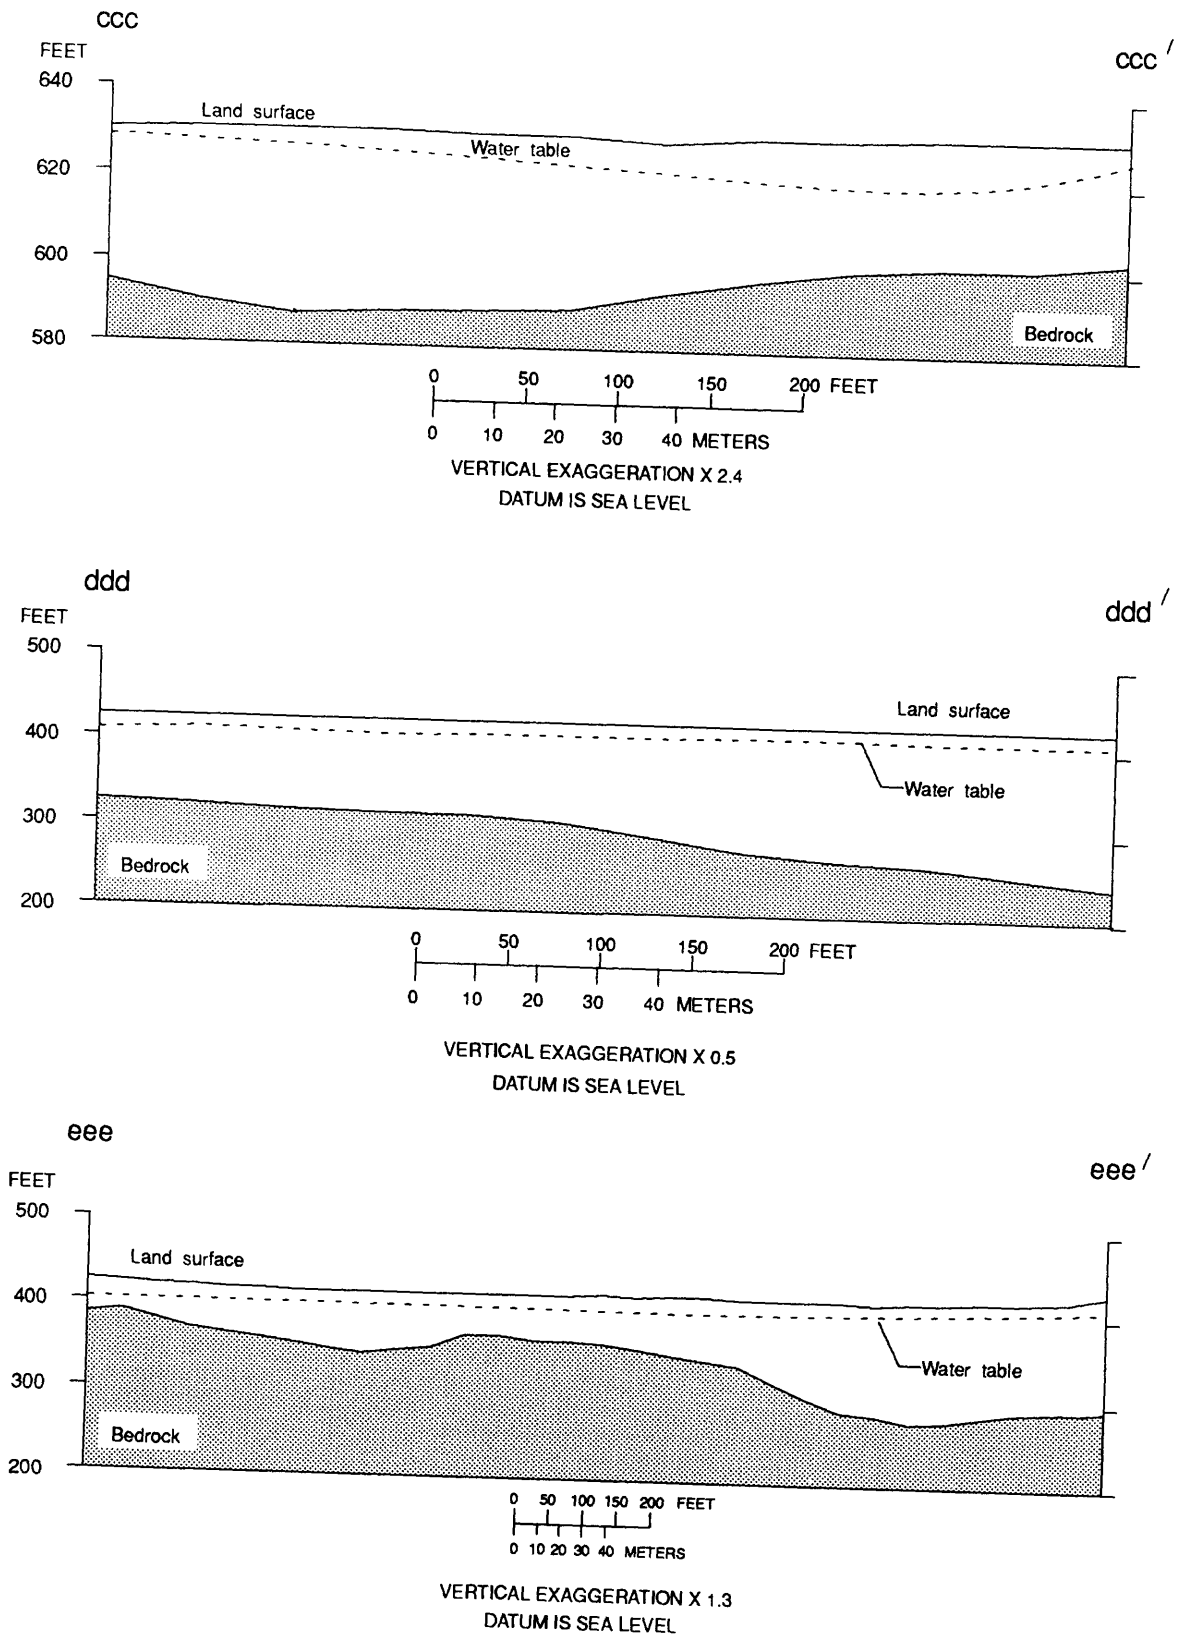 ccc
ccc′
FEET
640
Land surface
Water table
620
600
580
Bedrock
0 50 100 150 200 FEET
0 10 20 30 40 METERS
VERTICAL EXAGGERATION X 2.4
DATUM IS SEA LEVEL
ddd
ddd′
FEET
500
Land surface
400
Water table
300
Bedrock
200
0 50 100 150 200 FEET
0 10 20 30 40 METERS
VERTICAL EXAGGERATION X 0.5
DATUM IS SEA LEVEL
eee
eee′
FEET
500
Land surface
400
Water table
300
Bedrock
200
0 50 100 150 200 FEET
0 10 20 30 40 METERS
VERTICAL EXAGGERATION X 1.3
DATUM IS SEA LEVEL